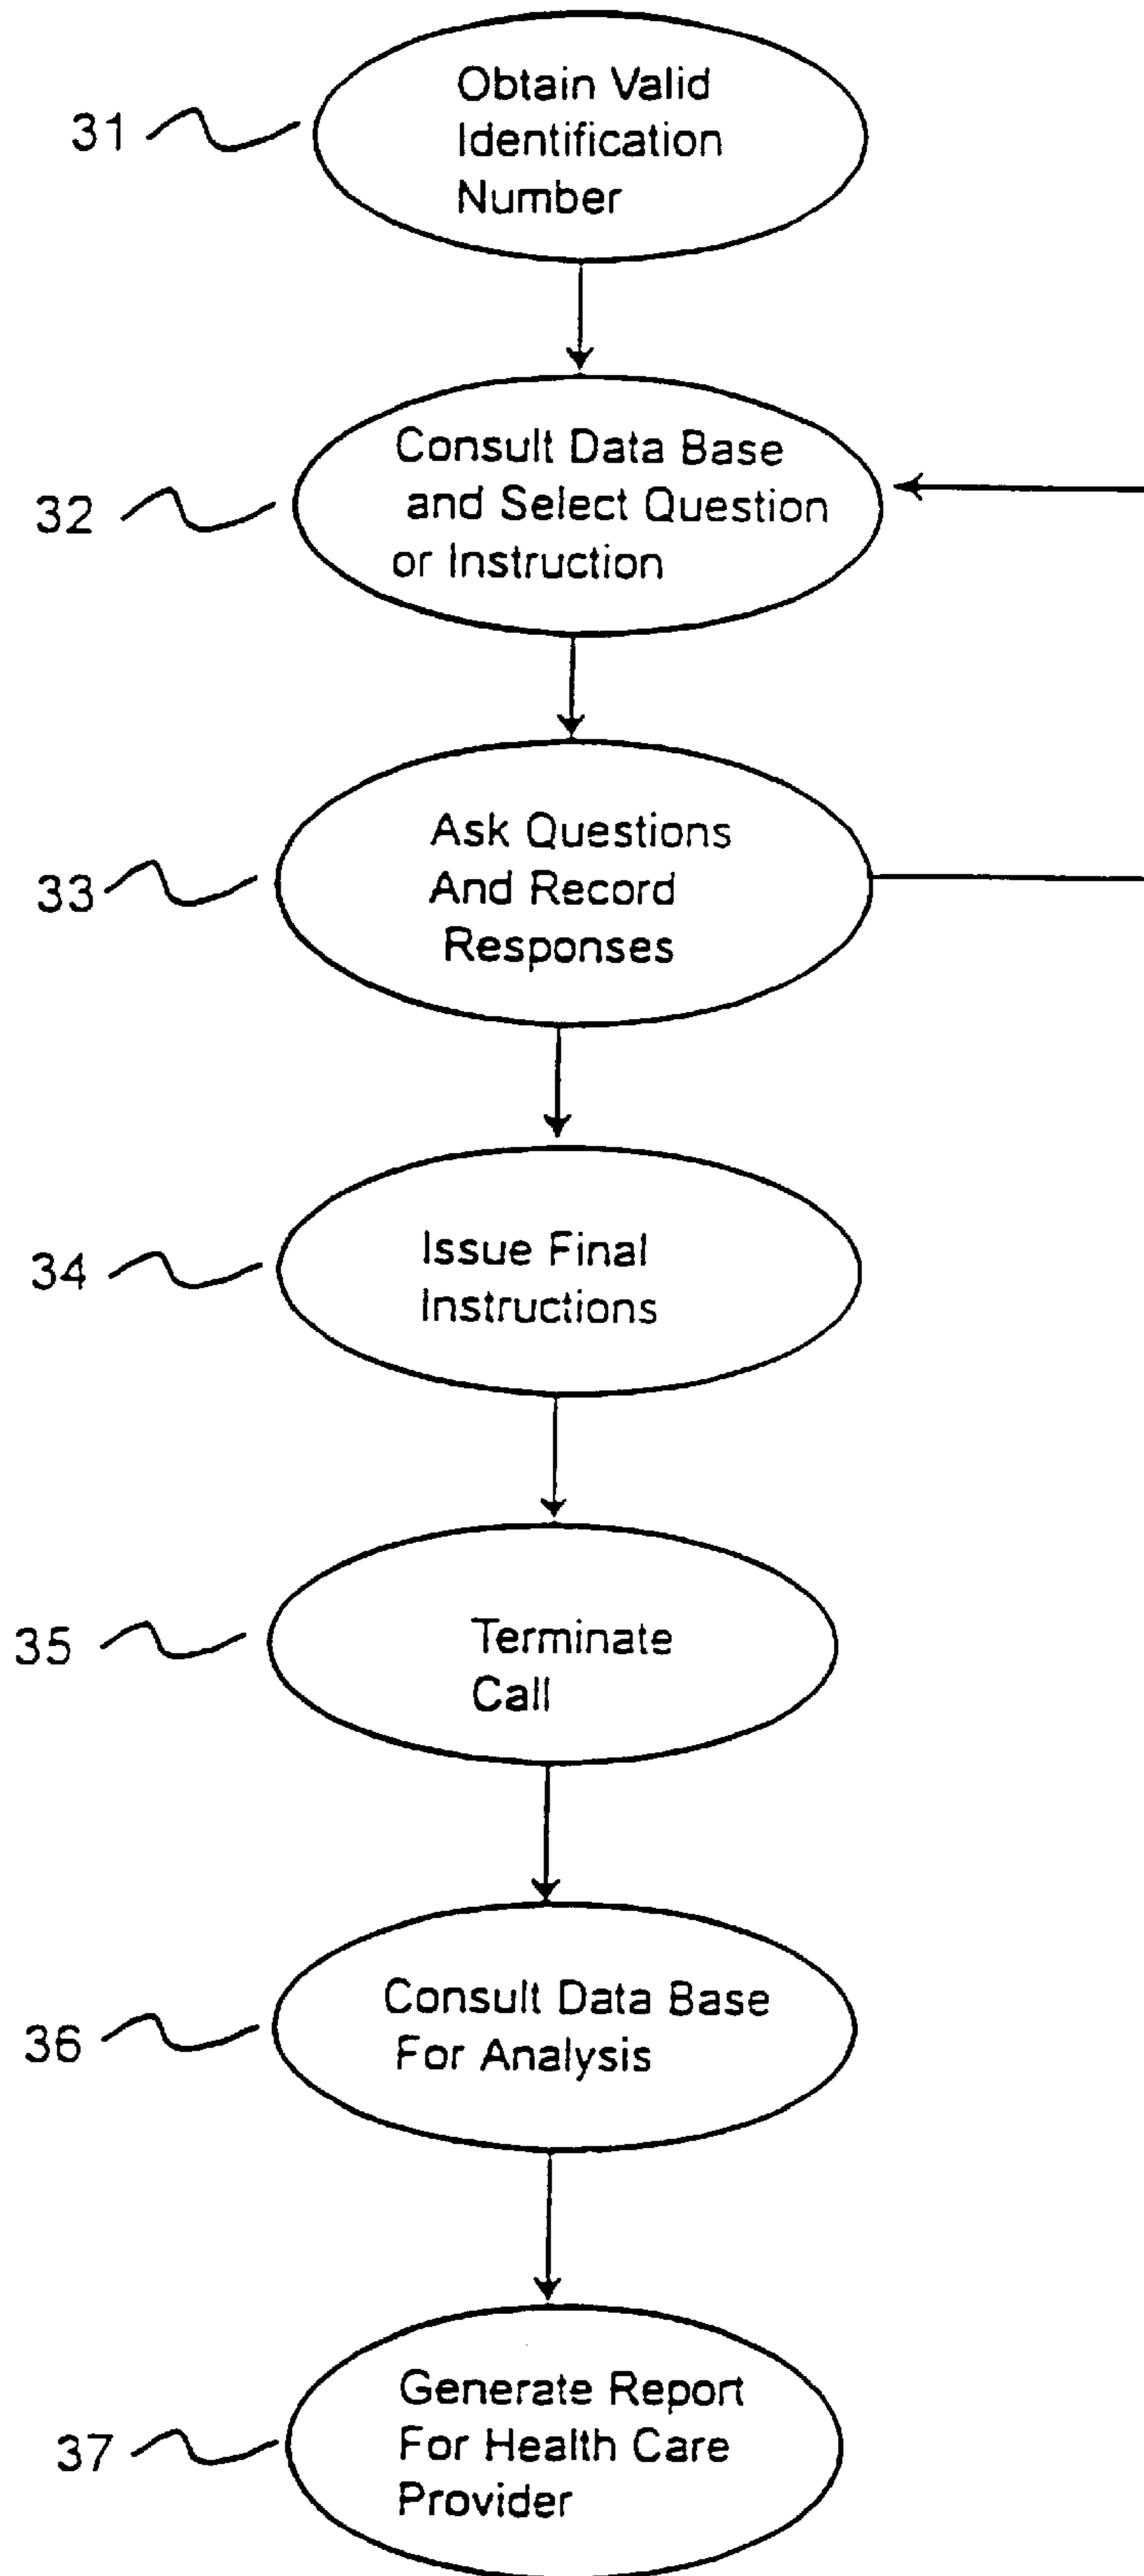 31
Obtain Valid
Identification
Number
32
Consult Data Base
and Select Question
or Instruction
33
Ask Questions
And Record
Responses
34
Issue Final
Instructions
35
Terminate
Call
36
Consult Data Base
For Analysis
37
Generate Report
For Health Care
Provider